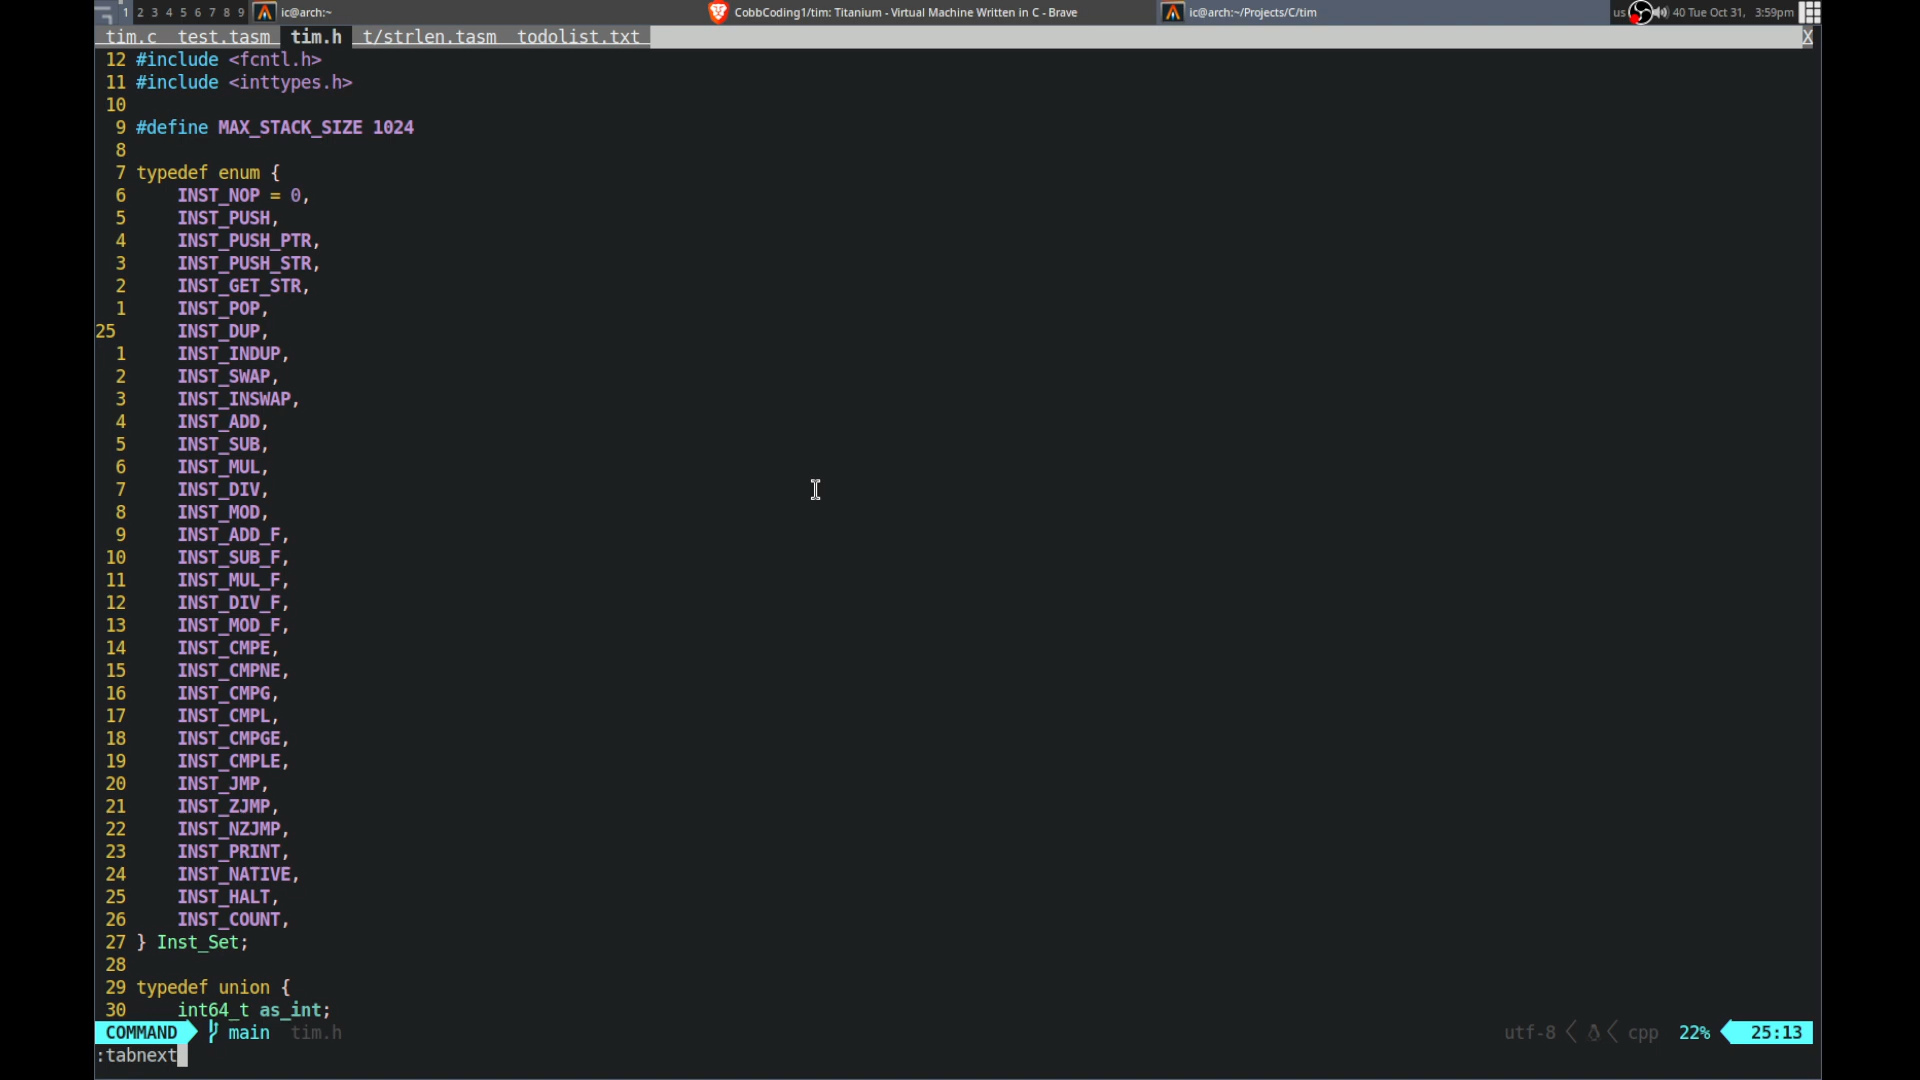 1 2 3 4 5 6 7 8 9 ic@arch:~ CobbCoding1/tim: Titanium - Virtual Machine Written in C - Brave ic@arch:~/Projects/C/tim us 40 Tue Oct 31, 3:59pm
tim.c test.tasm tim.h t/strlen.tasm todolist.txt X
12 #include <fcntl.h>
11 #include <inttypes.h>
10
9 #define MAX_STACK_SIZE 1024
8
7 typedef enum {
6 INST_NOP = 0,
5 INST_PUSH,
4 INST_PUSH_PTR,
3 INST_PUSH_STR,
2 INST_GET_STR,
1 INST_POP,
25 INST_DUP,
1 INST_INDUP,
2 INST_SWAP,
3 INST_INSWAP,
4 INST_ADD,
5 INST_SUB,
6 INST_MUL,
7 INST_DIV,
8 INST_MOD,
9 INST_ADD_F,
10 INST_SUB_F,
11 INST_MUL_F,
12 INST_DIV_F,
13 INST_MOD_F,
14 INST_CMPE,
15 INST_CMPNE,
16 INST_CMPG,
17 INST_CMPL,
18 INST_CMPGE,
19 INST_CMPLE,
20 INST_JMP,
21 INST_ZJMP,
22 INST_NZJMP,
23 INST_PRINT,
24 INST_NATIVE,
25 INST_HALT,
26 INST_COUNT,
27 } Inst_Set;
28
29 typedef union {
30 int64_t as_int;
COMMAND main tim.h utf-8 cpp 22% 25:13
:tabnext